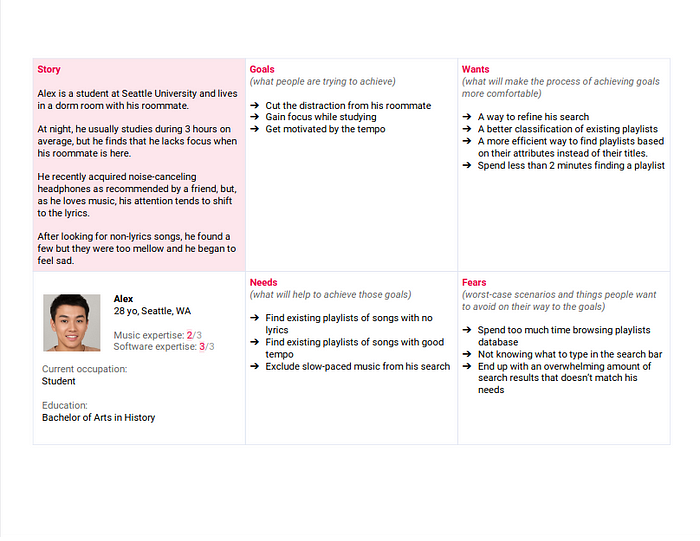 Story
Alex is a student at Seattle University and lives
in a dorm room with his roommate.
At night, he usually studies during 3 hours on
average, but he finds that he lacks focus when
his roommate is here.
He recently acquired noise-canceling
headphones as recommended by a friend, but,
as he loves music, his attention tends to shift
to the lyrics.
After looking for non-lyrics songs, he found a
few but they were too mellow and he began to
feel sad.
Goals
(what people are trying to achieve)
➔ Cut the distraction from his roommate
➔ Gain focus while studying
➔ Get motivated by the tempo
Wants
(what will make the process of achieving goals
more comfortable)
➔ A way to refine his search
➔ A better classification of existing playlists
➔ A more efficient way to find playlists based
on their attributes instead of their titles.
➔ Spend less than 2 minutes finding a playlist
Alex
28 yo, Seattle, WA
Music expertise: 2/3
Software expertise: 3/3
Current occupation:
Student
Education:
Bachelor of Arts in History
Needs
(what will help to achieve those goals)
➔ Find existing playlists of songs with no
lyrics
➔ Find existing playlists of songs with good
tempo
➔ Exclude slow-paced music from his search
Fears
(worst-case scenarios and things people want
to avoid on their way to the goals)
➔ Spend too much time browsing playlists
database
➔ Not knowing what to type in the search bar
➔ End up with an overwhelming amount of
search results that doesn't match his
needs